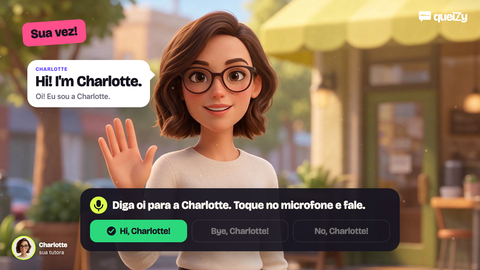 Sua vez!
queizy
CHARLOTTE
Hi! I'm Charlotte.
Oi! Eu sou a Charlotte.
Diga oi para a Charlotte. Toque no microfone e fale.
Hi, Charlotte!
Bye, Charlotte!
No, Charlotte!
Charlotte
sua tutora